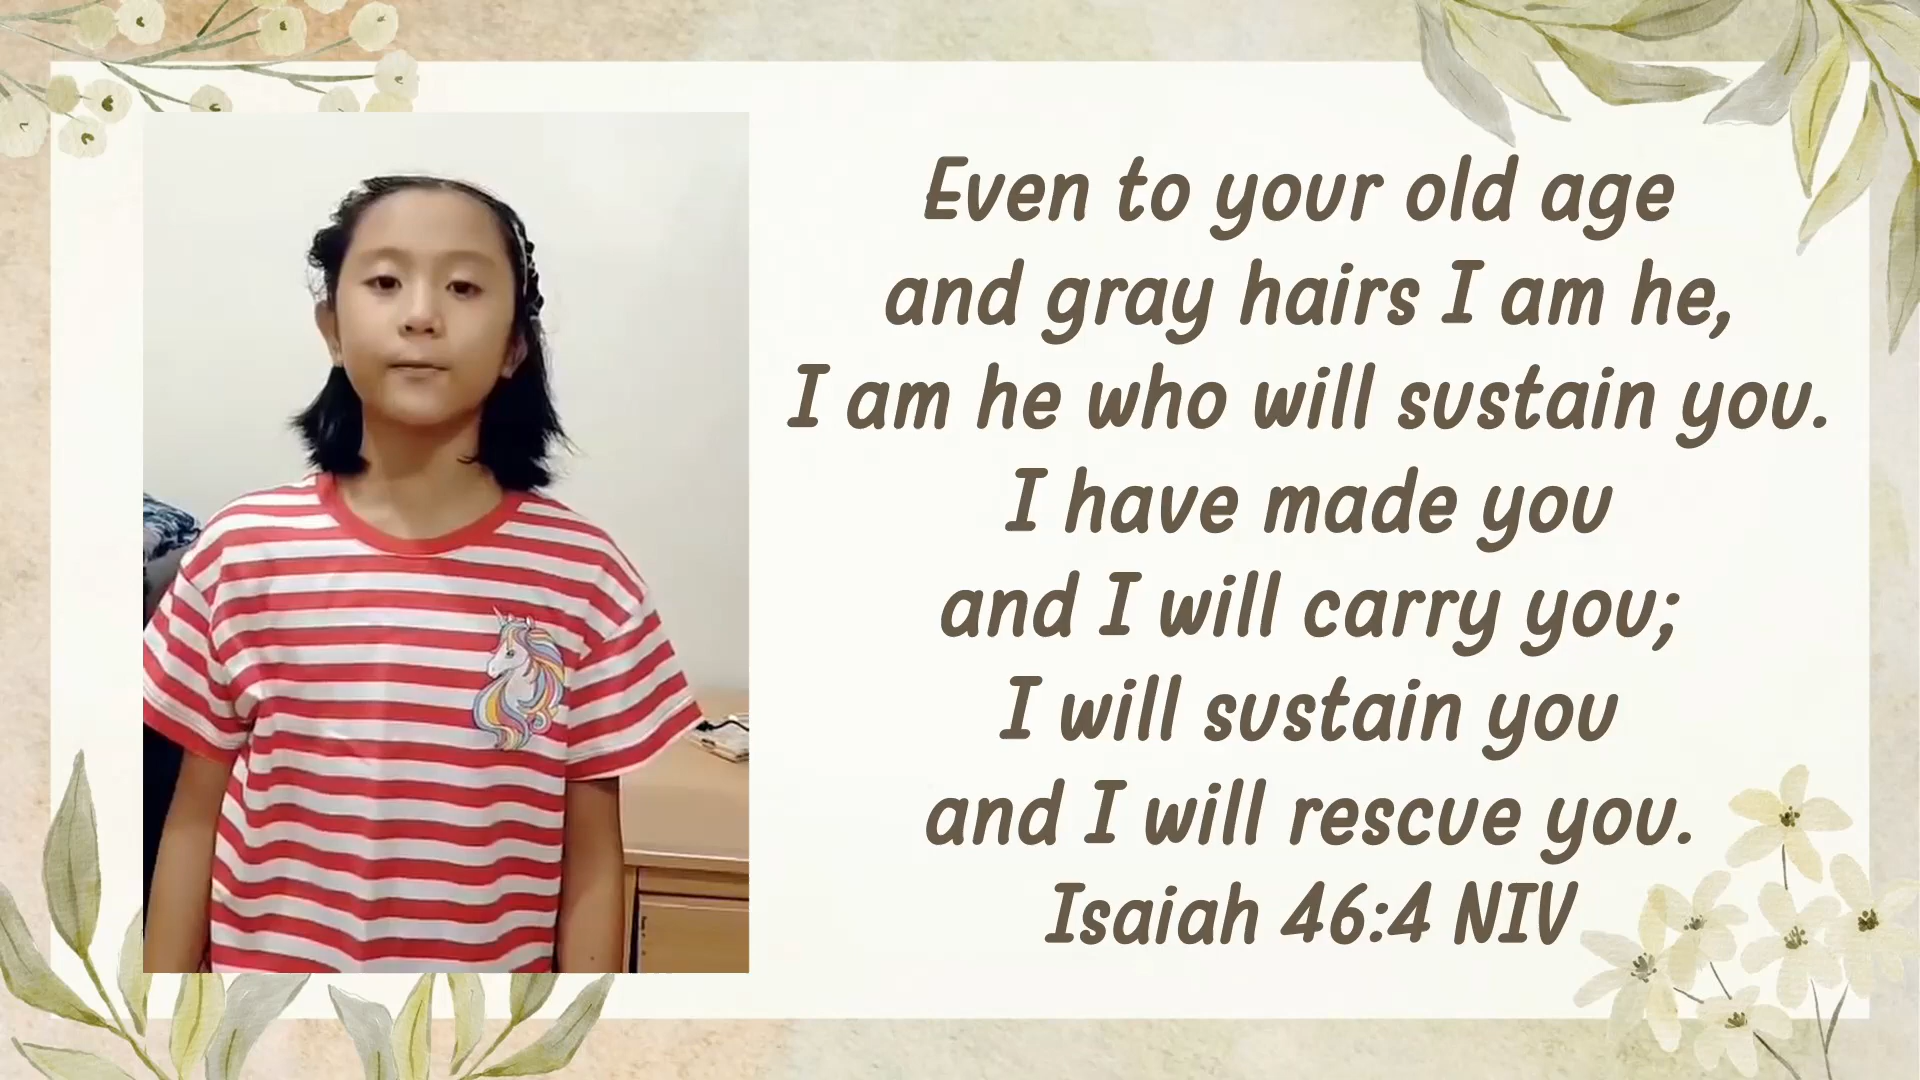 Even to your old age
and gray hairs I am he,
I am he who will sustain you.
I have made you
and I will carry you;
I will sustain you
and I will rescue you.
Isaiah 46:4 NIV